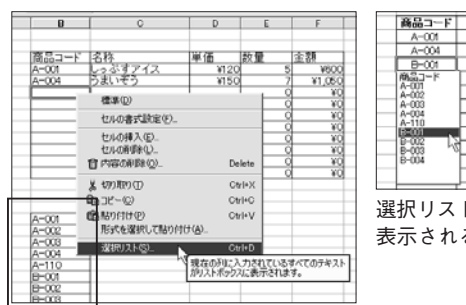 B C D E F
商品コード 名称 単価 数量 金額
A-001 しっぷすアイス ¥120 5 ¥600
A-004 うまいぞう ¥150 7 ¥1,050
0 ¥0
0 ¥0
0 ¥0
0 ¥0
0 ¥0
0 ¥0
0 ¥0
0 ¥0
標準(D)
セルの書式設定(F)...
セルの挿入(E)...
セルの削除(L)...
内容の削除(Q)... Delete
切り取り(T) Ctrl+X
コピー(C) Ctrl+C
貼り付け(P) Ctrl+V
形式を選択して貼り付け(A)...
選択リスト(S)... Ctrl+D
現在の列に入力されているすべてのテキスト
がリストボックスに表示されます。
A-001
A-002
A-003
A-004
A-110
B-001
B-002
B-003
商品コード
A-001
A-004
B-001
商品コード
A-001
A-002
A-003
A-004
A-110
B-001
B-002
B-003
B-004
選択リスト
表示される